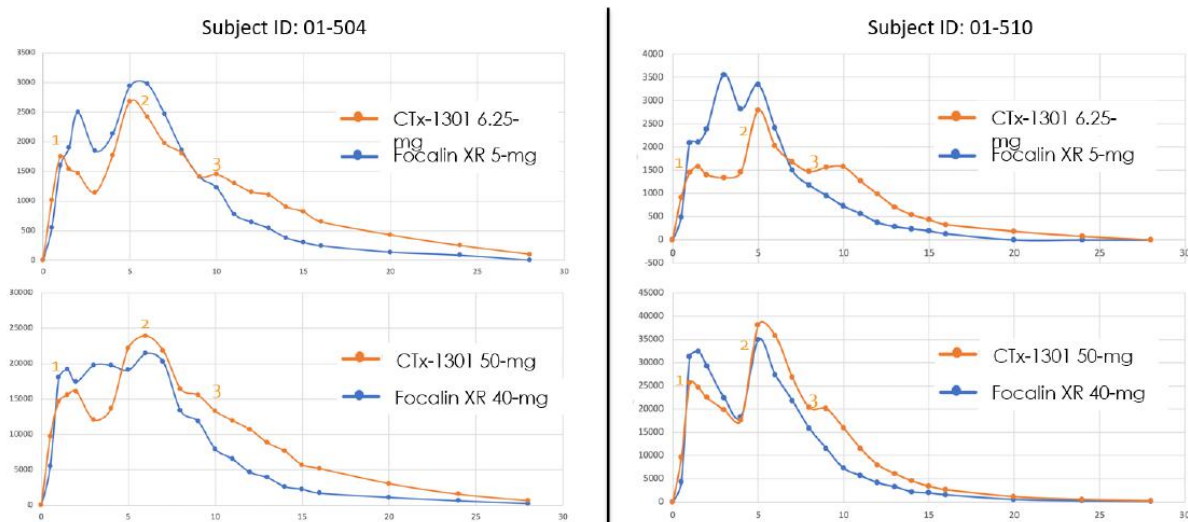 Subject ID: 01-504
3500
3000
2500
2000
1500
1000
500
0
1
2
3
CTx-1301 6.25-
mg
Focalin XR 5-mg
0 5 10 15 20 25 30
30000
25000
20000
15000
10000
5000
0
1
2
3
CTx-1301 50-mg
Focalin XR 40-mg
0 5 10 15 20 25 30
Subject ID: 01-510
4000
3500
3000
2500
2000
1500
1000
500
0
-500
1
2
3
CTx-1301 6.25-
mg
Focalin XR 5-mg
0 5 10 15 20 25 30
45000
40000
35000
30000
25000
20000
15000
10000
5000
0
1
2
3
CTx-1301 50-mg
Focalin XR 40-mg
0 5 10 15 20 25 30